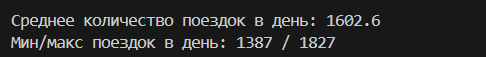 Среднее количество поездок в день: 1602.6
Мин/макс поездок в день: 1387 / 1827